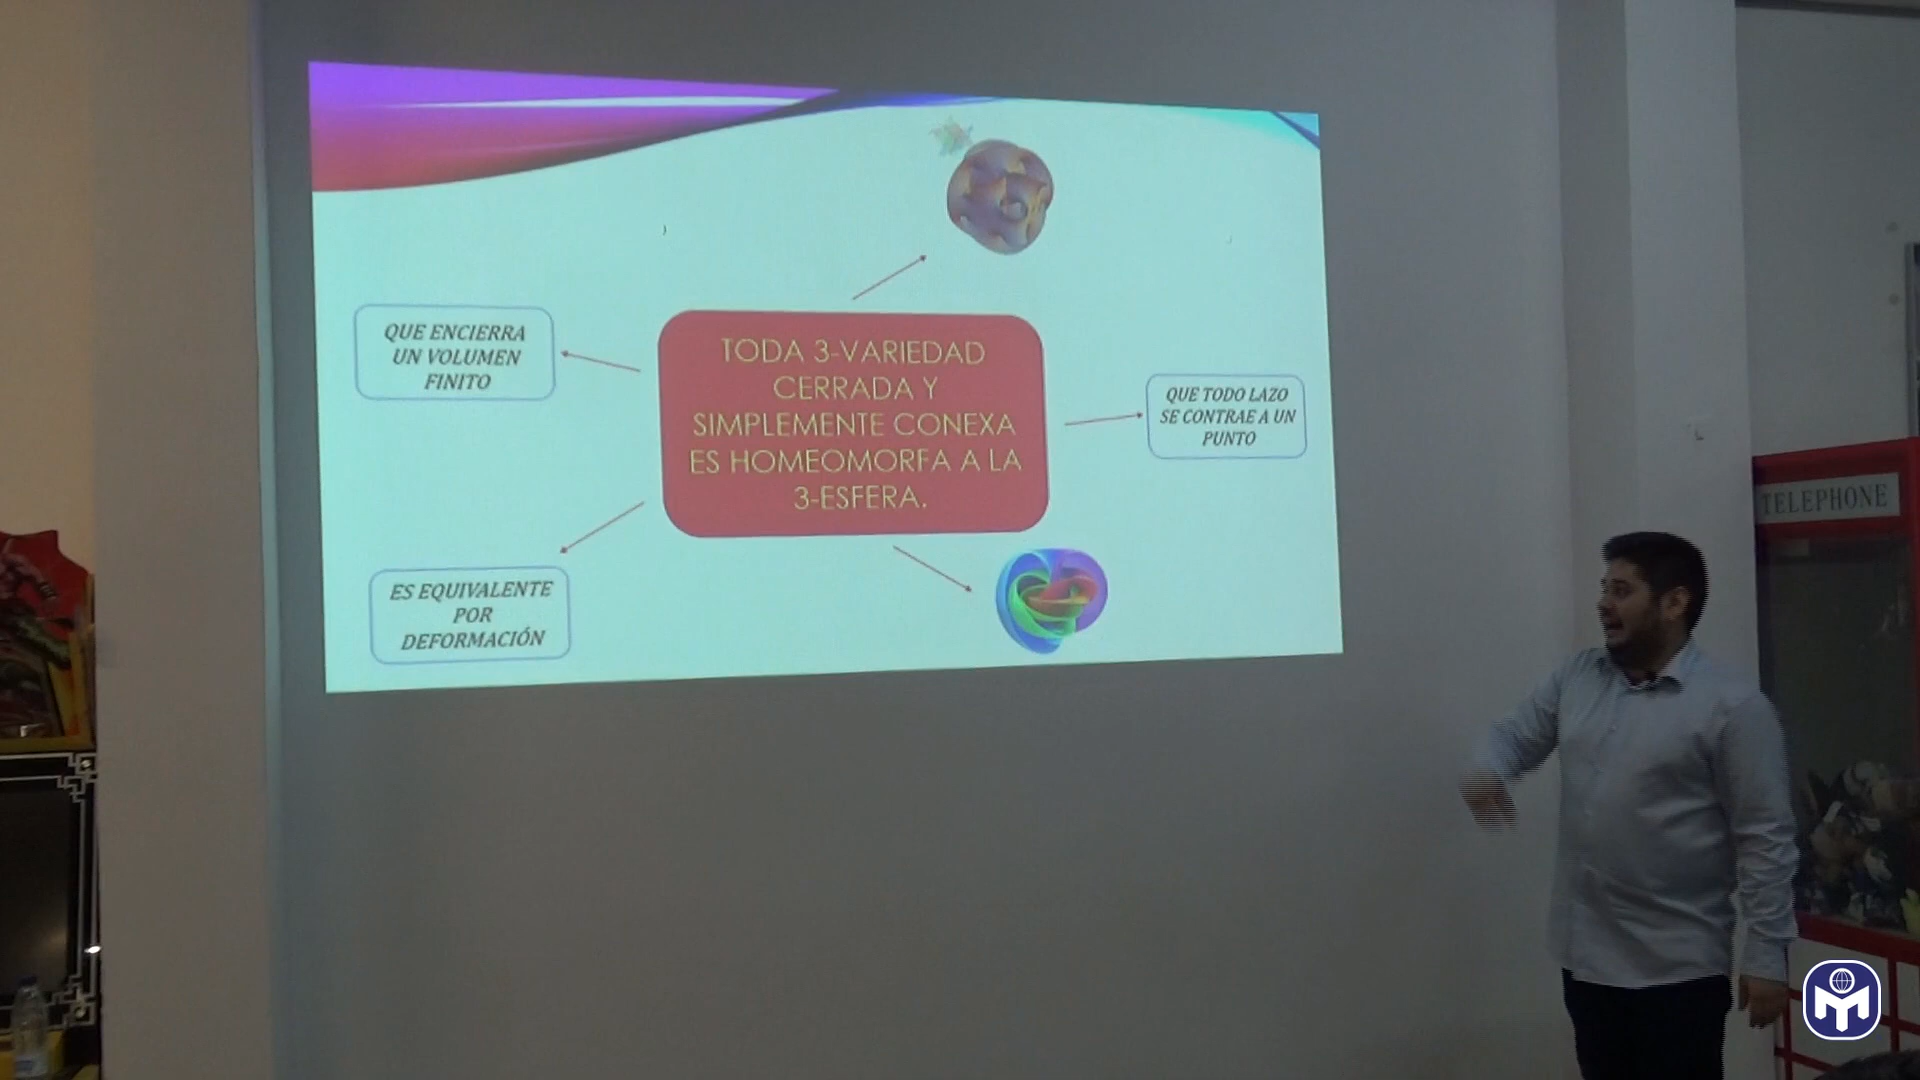 QUE ENCIERRA
UN VOLUMEN
FINITO
TODA 3-VARIEDAD
CERRADA Y
SIMPLEMENTE CONEXA
ES HOMEOMORFA A LA
3-ESFERA.
QUE TODO LAZO
SE CONTRAE A UN
PUNTO
ES EQUIVALENTE
POR
DEFORMACIÓN
TELEPHONE